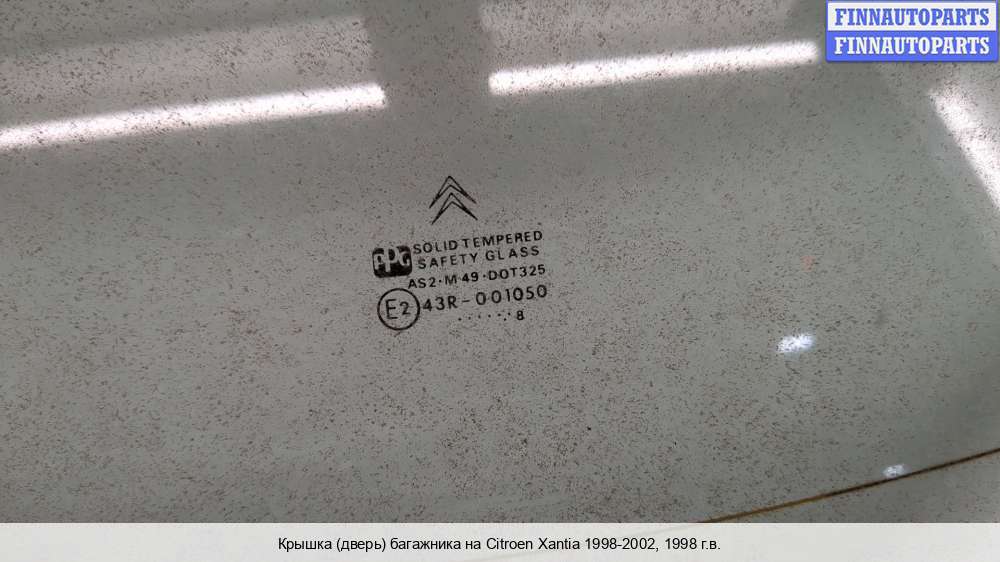 FINNAUTOPARTS
FINNAUTOPARTS
PPG
SOLID TEMPERED
SAFETY GLASS
AS2·M·49·DOT325
E2 43R-001050
. . . . . . 8
Крышка (дверь) багажника на Citroen Xantia 1998-2002, 1998 г.в.